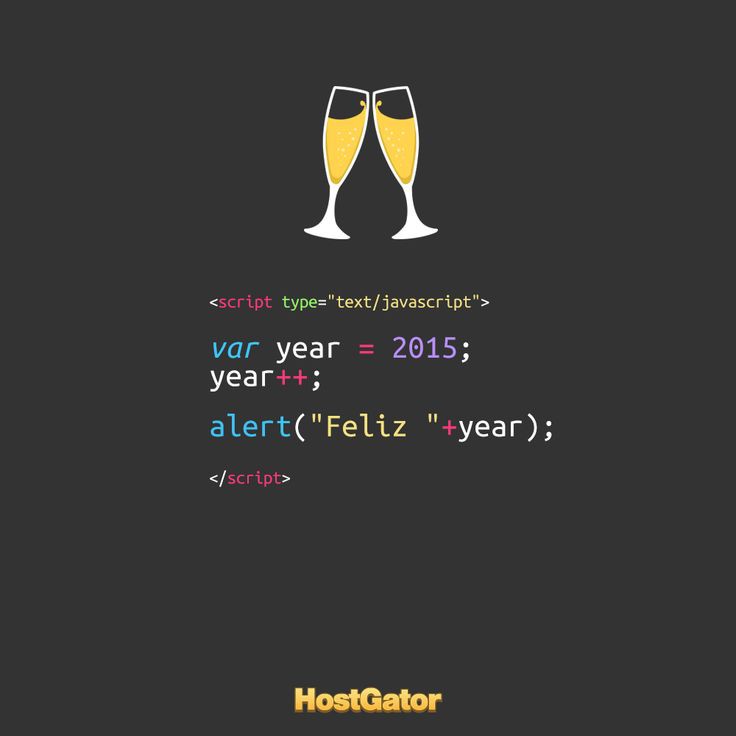 <script type="text/javascript">
var year = 2015;
year++;
alert("Feliz "+year);
</script>
HostGator